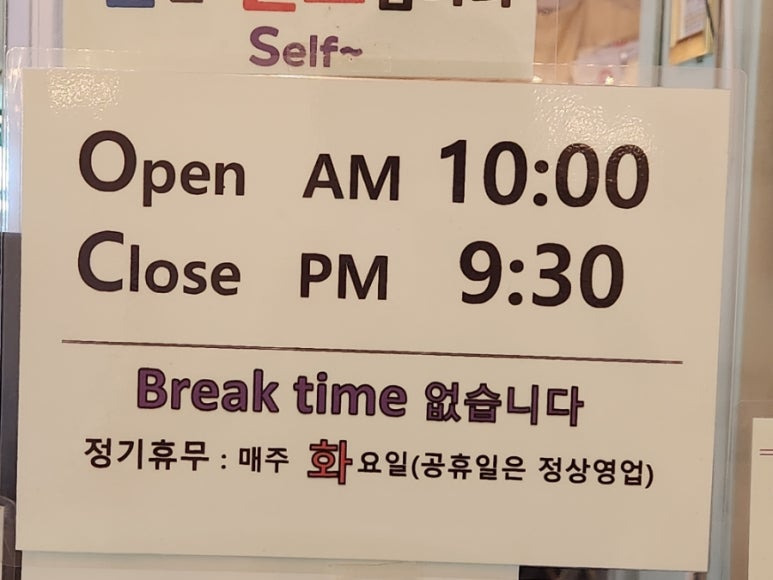 Self~
Open AM 10:00
Close PM 9:30
Break time 없습니다
정기휴무 : 매주 화요일(공휴일은 정상영업)